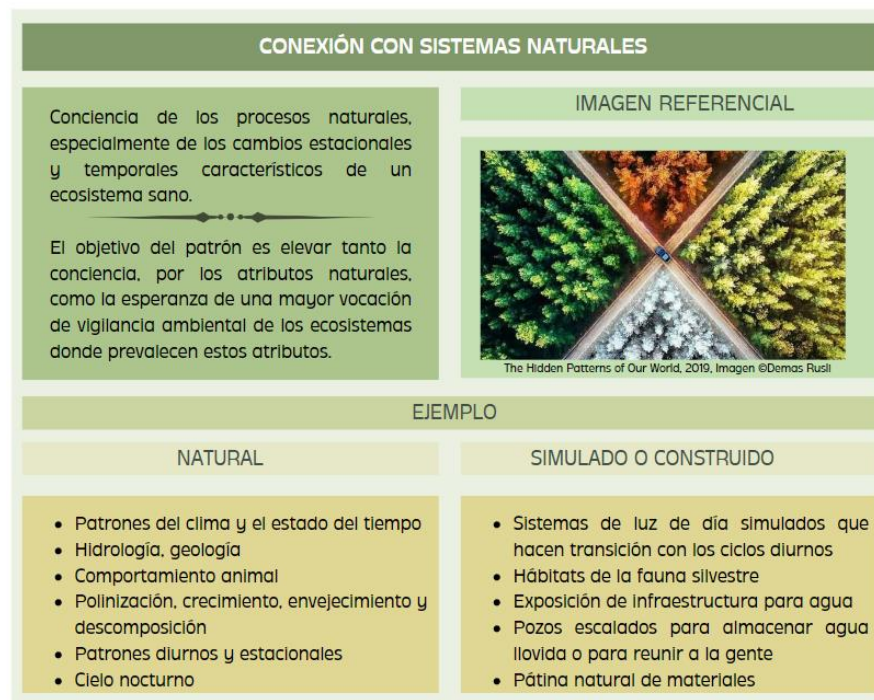 CONEXIÓN CON SISTEMAS NATURALES
Conciencia de los procesos naturales,
especialmente de los cambios estacionales
y temporales característicos de un
ecosistema sano.
El objetivo del patrón es elevar tanto la
conciencia, por los atributos naturales,
como la esperanza de una mayor vocación
de vigilancia ambiental de los ecosistemas
donde prevalecen estos atributos.
IMAGEN REFERENCIAL
The Hidden Patterns of Our World, 2019, Imagen ©Demas Rusli
EJEMPLO
NATURAL
• Patrones del clima y el estado del tiempo
• Hidrología, geología
• Comportamiento animal
• Polinización, crecimiento, envejecimiento y
descomposición
• Patrones diurnos y estacionales
• Cielo nocturno
SIMULADO O CONSTRUIDO
• Sistemas de luz de día simulados que
hacen transición con los ciclos diurnos
• Hábitats de la fauna silvestre
• Exposición de infraestructura para agua
• Pozos escalados para almacenar agua
llovida o para reunir a la gente
• Pátina natural de materiales